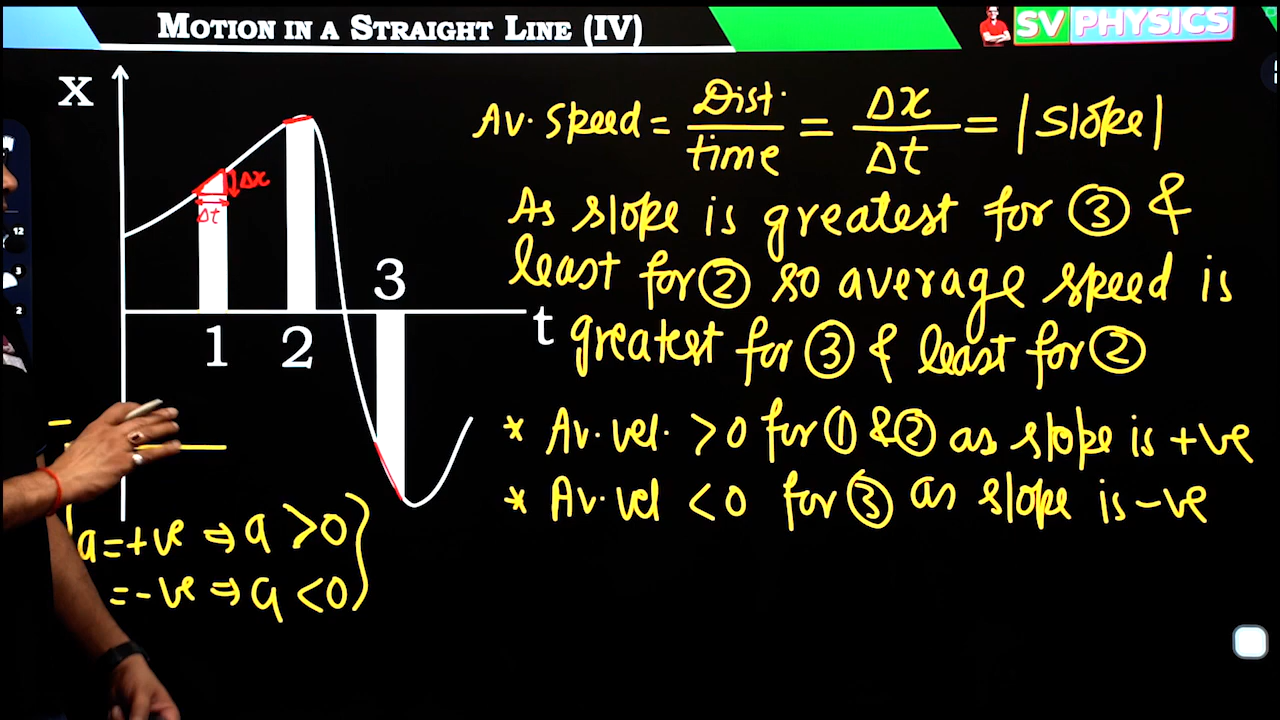 MOTION IN A STRAIGHT LINE (IV)
SV PHYSICS
x
Δx
Δt
3
t
1
2
Av. Speed = Dist. / time = Δx / Δt = |Slope|
As slope is greatest for ③ &
least for ② so average speed is
greatest for ③ & least for ②
* Av. vel. > 0 for ① & ② as slope is +ve
* Av. vel < 0 for ③ as slope is -ve
a = +ve ⇒ a > 0
= -ve ⇒ a < 0
12
3
2